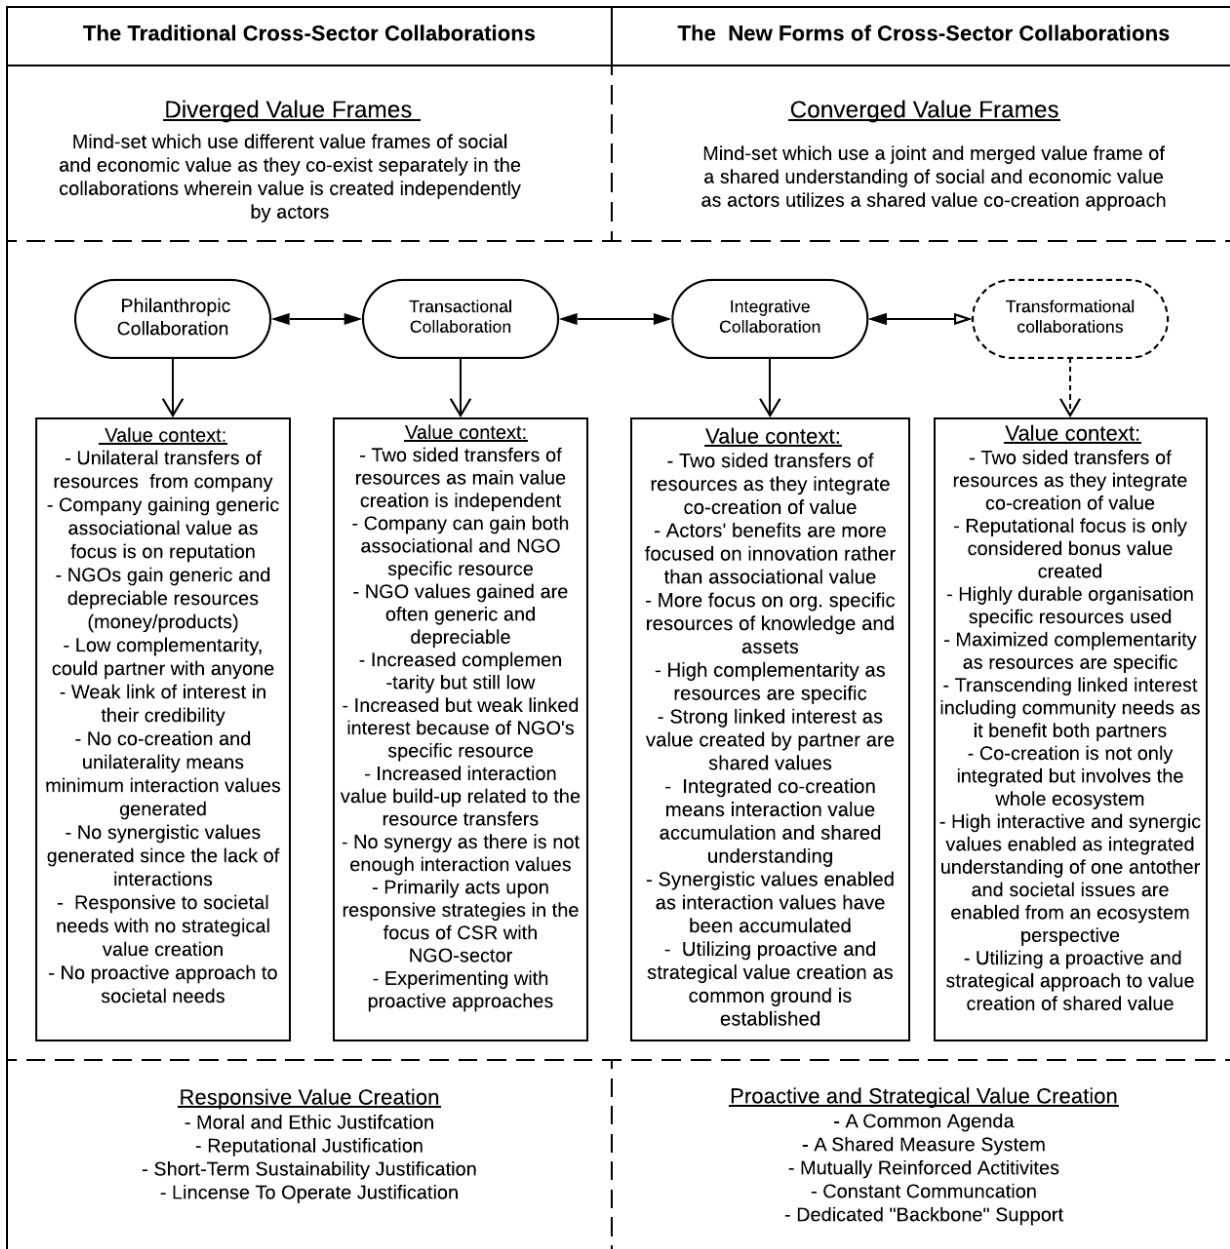 The Traditional Cross-Sector Collaborations
The New Forms of Cross-Sector Collaborations
Diverged Value Frames
Mind-set which use different value frames of social
and economic value as they co-exist separately in the
collaborations wherein value is created independently
by actors
Converged Value Frames
Mind-set which use a joint and merged value frame of
a shared understanding of social and economic value
as actors utilizes a shared value co-creation approach
Philanthropic
Collaboration
Transactional
Collaboration
Integrative
Collaboration
Transformational
collaborations
Value context:
- Unilateral transfers of
resources from company
- Company gaining generic
associational value as
focus is on reputation
- NGOs gain generic and
depreciable resources
(money/products)
- Low complementarity,
could partner with anyone
- Weak link of interest in
their credibility
- No co-creation and
unilaterality means
minimum interaction values
generated
- No synergistic values
generated since the lack of
interactions
- Responsive to societal
needs with no strategical
value creation
- No proactive approach to
societal needs
Value context:
- Two sided transfers of
resources as main value
creation is independent
- Company can gain both
associational and NGO
specific resource
- NGO values gained are
often generic and
depreciable
- Increased complemen
-tarity but still low
- Increased but weak linked
interest because of NGO's
specific resource
- Increased interaction
value build-up related to the
resource transfers
- No synergy as there is not
enough interaction values
- Primarily acts upon
responsive strategies in the
focus of CSR with
NGO-sector
- Experimenting with
proactive approaches
Value context:
- Two sided transfers of
resources as they integrate
co-creation of value
- Actors' benefits are more
focused on innovation rather
than associational value
- More focus on org. specific
resources of knowledge and
assets
- High complementarity as
resources are specific
- Strong linked interest as
value created by partner are
shared values
- Integrated co-creation
means interaction value
accumulation and shared
understanding
- Synergistic values enabled
as interaction values have
been accumulated
- Utilizing proactive and
strategical value creation as
common ground is
established
Value context:
- Two sided transfers of
resources as they integrate
co-creation of value
- Reputational focus is only
considered bonus value
created
- Highly durable organisation
specific resources used
- Maximized complementarity
as resources are specific
- Transcending linked interest
including community needs as
it benefit both partners
- Co-creation is not only
integrated but involves the
whole ecosystem
- High interactive and synergic
values enabled as integrated
understanding of one antother
and societal issues are
enabled from an ecosystem
perspective
- Utilizing a proactive and
strategical approach to value
creation of shared value
Responsive Value Creation
- Moral and Ethic Justifcation
- Reputational Justification
- Short-Term Sustainability Justification
- Lincense To Operate Justification
Proactive and Strategical Value Creation
- A Common Agenda
- A Shared Measure System
- Mutually Reinforced Actitivites
- Constant Communcation
- Dedicated "Backbone" Support